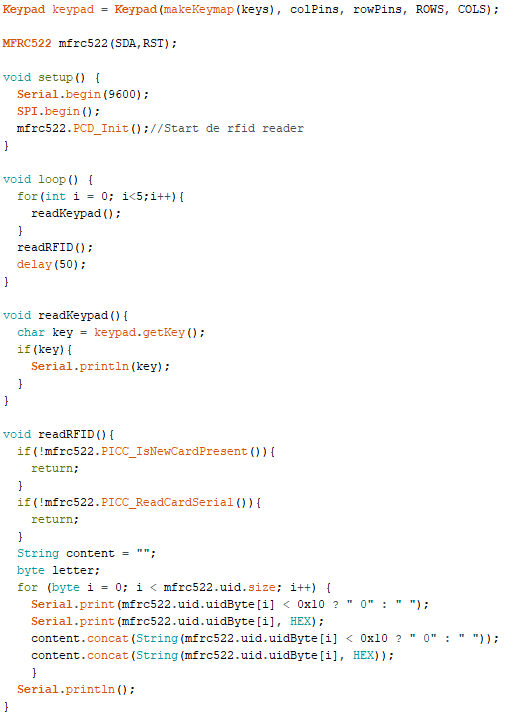 Keypad keypad = Keypad(makeKeymap(keys), colPins, rowPins, ROWS, COLS);

MFRC522 mfrc522(SDA,RST);

void setup() {
  Serial.begin(9600);
  SPI.begin();
  mfrc522.PCD_Init();//Start de rfid reader
}

void loop() {
  for(int i = 0; i<5;i++){
    readKeypad();
  }
  readRFID();
  delay(50);
}

void readKeypad(){
  char key = keypad.getKey();
  if(key){
    Serial.println(key);
  }
}

void readRFID(){
  if(!mfrc522.PICC_IsNewCardPresent()){
    return;
  }
  if(!mfrc522.PICC_ReadCardSerial()){
    return;
  }
  String content = "";
  byte letter;
  for (byte i = 0; i < mfrc522.uid.size; i++) {
    Serial.print(mfrc522.uid.uidByte[i] < 0x10 ? " 0" : " ");
    Serial.print(mfrc522.uid.uidByte[i], HEX);
    content.concat(String(mfrc522.uid.uidByte[i] < 0x10 ? " 0" : " "));
    content.concat(String(mfrc522.uid.uidByte[i], HEX));
    }
  Serial.println();
}